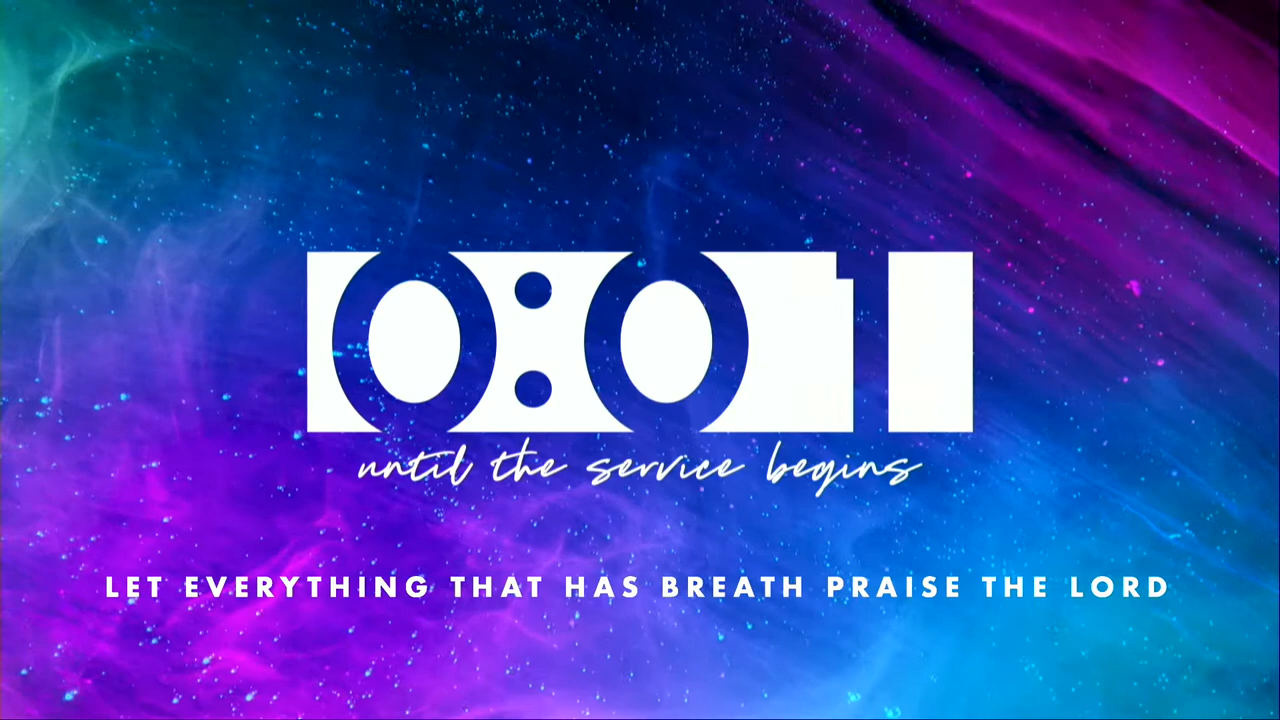 0:01
until the service begins
LET EVERYTHING THAT HAS BREATH PRAISE THE LORD